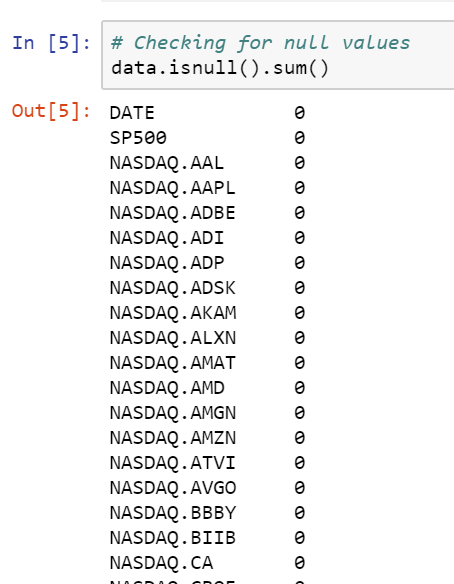 In [5]: # Checking for null values
data.isnull().sum()
Out[5]: DATE 0
SP500 0
NASDAQ.AAL 0
NASDAQ.AAPL 0
NASDAQ.ADBE 0
NASDAQ.ADI 0
NASDAQ.ADP 0
NASDAQ.ADSK 0
NASDAQ.AKAM 0
NASDAQ.ALXN 0
NASDAQ.AMAT 0
NASDAQ.AMD 0
NASDAQ.AMGN 0
NASDAQ.AMZN 0
NASDAQ.ATVI 0
NASDAQ.AVGO 0
NASDAQ.BBBY 0
NASDAQ.BIIB 0
NASDAQ.CA 0